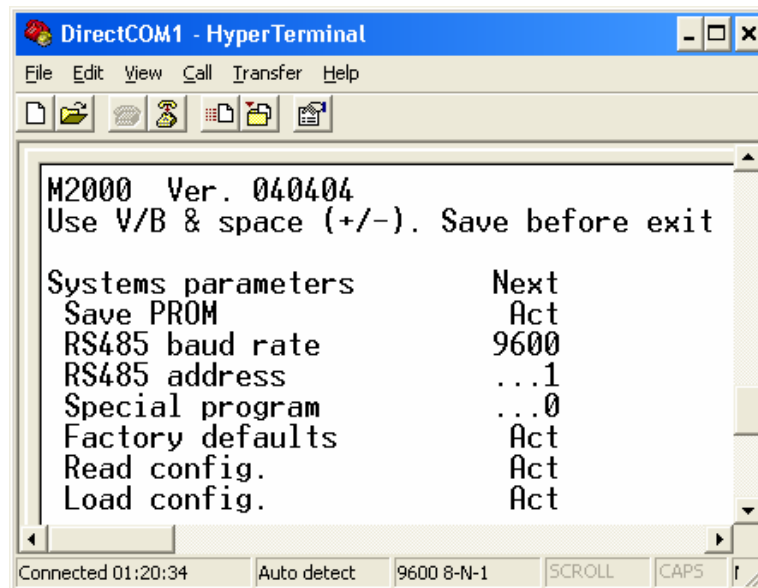 DirectCOM1 - HyperTerminal
File Edit View Call Transfer Help
M2000 Ver. 040404
Use V/B & space (+/-). Save before exit
Systems parameters Next
Save PROM Act
RS485 baud rate 9600
RS485 address ...1
Special program ...0
Factory defaults Act
Read config. Act
Load config. Act
Connected 01:20:34 Auto detect 9600 8-N-1 SCROLL CAPS